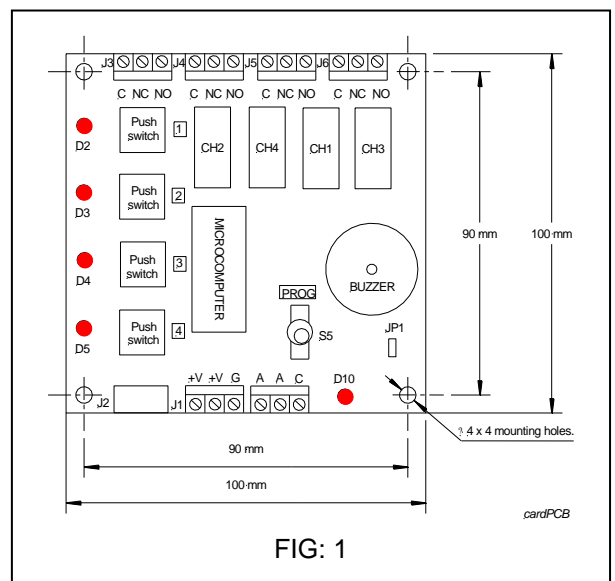 J3 J4 J5 J6
C NC NO C NC NO C NC NO C NC NO
D2
Push
switch
1
CH2
CH4
CH1
CH3
D3
Push
switch
2
MICROCOMPUTER
D4
Push
switch
3
BUZZER
PROG
S5
JP1
D5
Push
switch
4
90 mm
100 mm
+V +V G A A C
D10
J2
J1
4 x 4 mounting holes.
90 mm
100 mm
cardPCB
FIG: 1